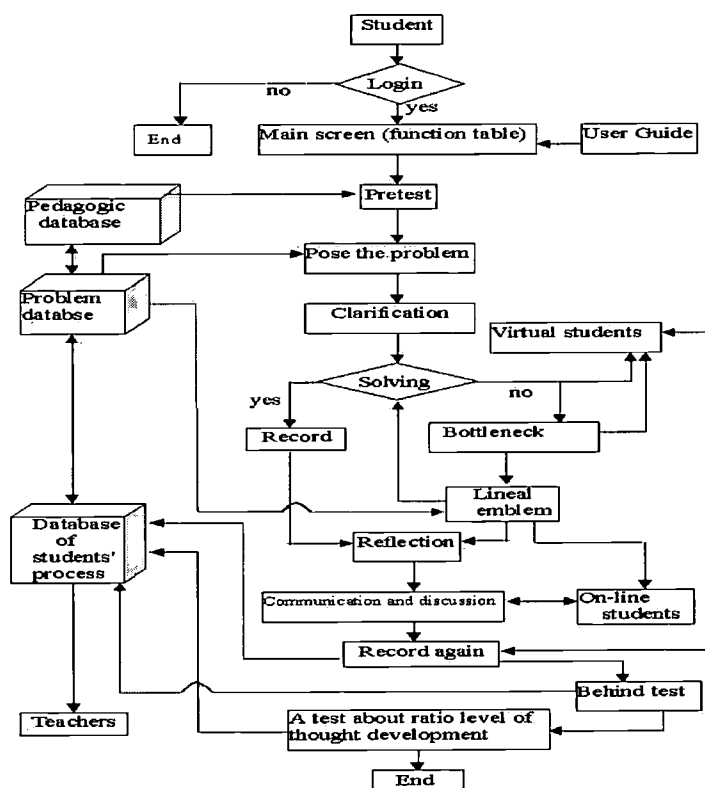 Student
Login
no
yes
End
Main screen (function table)
User Guide
Pedagogic
database
Pretest
Pose the problem
Problem
databse
Clarification
Virtual students
Solving
yes
no
Record
Bottleneck
Lineal
emblem
Database
of
students'
process
Reflection
Communication and discussion
On-line
students
Record again
Behind test
Teachers
A test about ratio level of
thought development
End